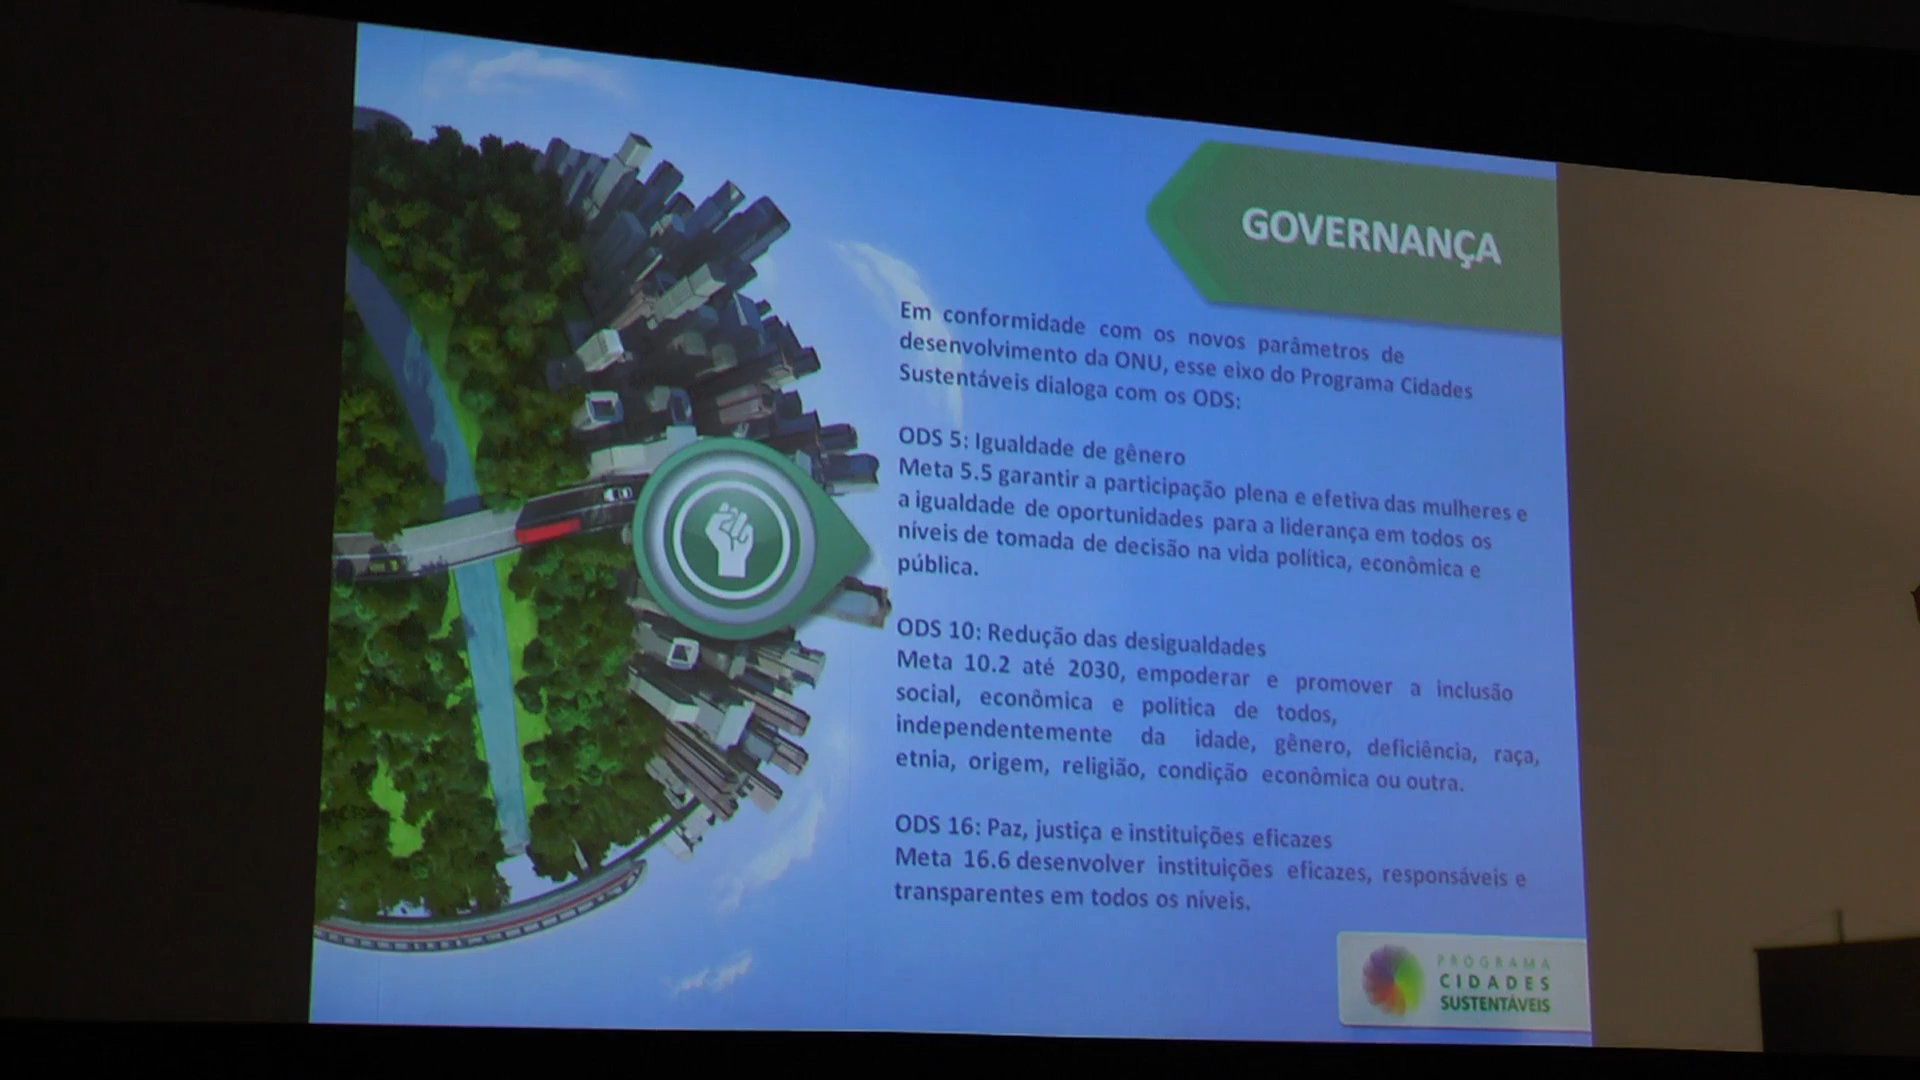 GOVERNANÇA
Em conformidade com os novos parâmetros de
desenvolvimento da ONU, esse eixo do Programa Cidades
Sustentáveis dialoga com os ODS:
ODS 5: Igualdade de gênero
Meta 5.5 garantir a participação plena e efetiva das mulheres e
a igualdade de oportunidades para a liderança em todos os
níveis de tomada de decisão na vida política, econômica e
pública.
ODS 10: Redução das desigualdades
Meta 10.2 até 2030, empoderar e promover a inclusão
social, econômica e política de todos,
independentemente da idade, gênero, deficiência, raça,
etnia, origem, religião, condição econômica ou outra.
ODS 16: Paz, justiça e instituições eficazes
Meta 16.6 desenvolver instituições eficazes, responsáveis e
transparentes em todos os níveis.
PROGRAMA
CIDADES
SUSTENTÁVEIS